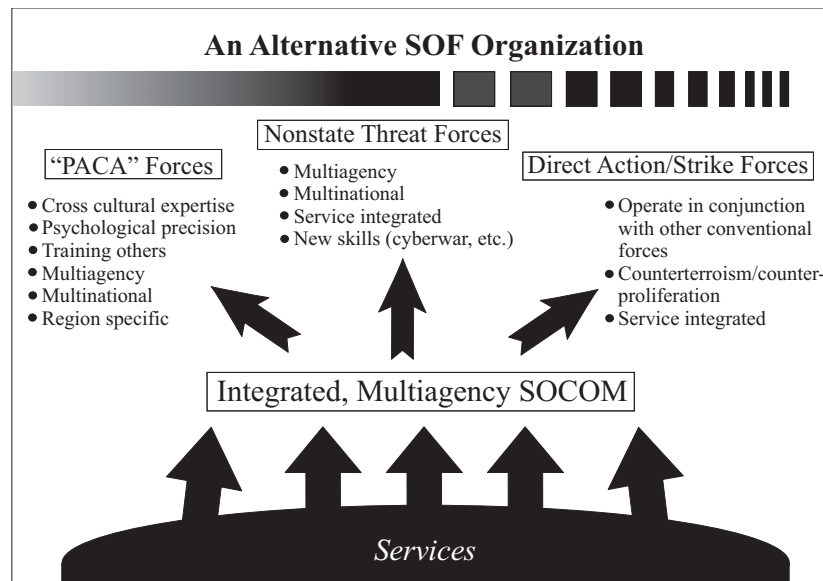 An Alternative SOF Organization
"PACA" Forces
• Cross cultural expertise
• Psychological precision
• Training others
• Multiagency
• Multinational
• Region specific
Nonstate Threat Forces
• Multiagency
• Multinational
• Service integrated
• New skills (cyberwar, etc.)
Direct Action/Strike Forces
• Operate in conjunction
with other conventional
forces
• Counterterroism/counter-
proliferation
• Service integrated
Integrated, Multiagency SOCOM
Services